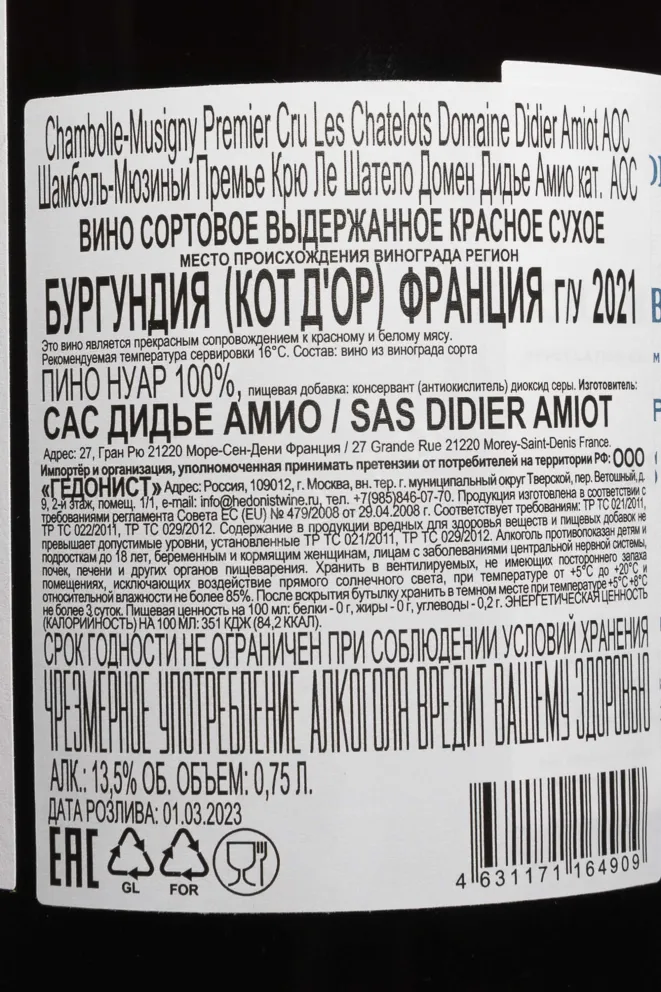 Chambolle-Musigny Premier Cru Les Chatelots Domaine Didier Amiot AOC
Шамболь-Мюзиньи Премье Крю Ле Шатело Домен Дидье Амио кат. АОС
ВИНО СОРТОВОЕ ВЫДЕРЖАННОЕ КРАСНОЕ СУХОЕ
МЕСТО ПРОИСХОЖДЕНИЯ ВИНОГРАДА РЕГИОН
БУРГУНДИЯ (КОТ Д'ОР) ФРАНЦИЯ Г/У 2021
Это вино является прекрасным сопровождением к красному и белому мясу.
Рекомендуемая температура сервировки 16°C. Состав: вино из винограда сорта
ПИНО НУАР 100%, пищевая добавка: консервант (антиокислитель) диоксид серы. Изготовитель:
САС ДИДЬЕ АМИО / SAS DIDIER AMIOT
Адрес: 27, Гран Рю 21220 Море-Сен-Дени Франция / 27 Grande Rue 21220 Morey-Saint-Denis France.
Импортёр и организация, уполномоченная принимать претензии от потребителей на территории РФ: ООО
«ГЕДОНИСТ» Адрес: Россия, 109012, г. Москва, вн. тер. г. муниципальный округ Тверской, пер. Ветошный, д.
9, 2-й этаж, помещ. 1/1, e-mail: info@hedonistwine.ru, тел. +7(985)846-07-70. Продукция изготовлена в соответствии с
требованиями регламента Совета ЕС (EU) № 479/2008 от 29.04.2008 г. Соответствует требованиям: ТР ТС 021/2011,
ТР ТС 022/2011, ТР ТС 029/2012. Содержание в продукции вредных для здоровья веществ и пищевых добавок не
превышает допустимые уровни, установленные ТР ТС 021/2011, ТР ТС 029/2012. Алкоголь противопоказан детям и
подросткам до 18 лет, беременным и кормящим женщинам, лицам с заболеваниями центральной нервной системы,
почек, печени и других органов пищеварения. Хранить в вентилируемых, не имеющих постороннего запаха
помещениях, исключающих воздействие прямого солнечного света, при температуре от +5°C до +20°C и
относительной влажности не более 85%. После вскрытия бутылку хранить в темном месте при температуре +5°C+8°C
не более 3 суток. Пищевая ценность на 100 мл: белки - 0 г, жиры - 0 г, углеводы - 0,2 г. ЭНЕРГЕТИЧЕСКАЯ ЦЕННОСТЬ
(КАЛОРИЙНОСТЬ) НА 100 МЛ: 351 КДЖ (84,2 ККАЛ).
СРОК ГОДНОСТИ НЕ ОГРАНИЧЕН ПРИ СОБЛЮДЕНИИ УСЛОВИЙ ХРАНЕНИЯ
ЧРЕЗМЕРНОЕ УПОТРЕБЛЕНИЕ АЛКОГОЛЯ ВРЕДИТ ВАШЕМУ ЗДОРОВЬЮ
АЛК.: 13,5% ОБ. ОБЪЕМ: 0,75 Л.
ДАТА РОЗЛИВА: 01.03.2023
EAC
GL FOR
4 631171 164909